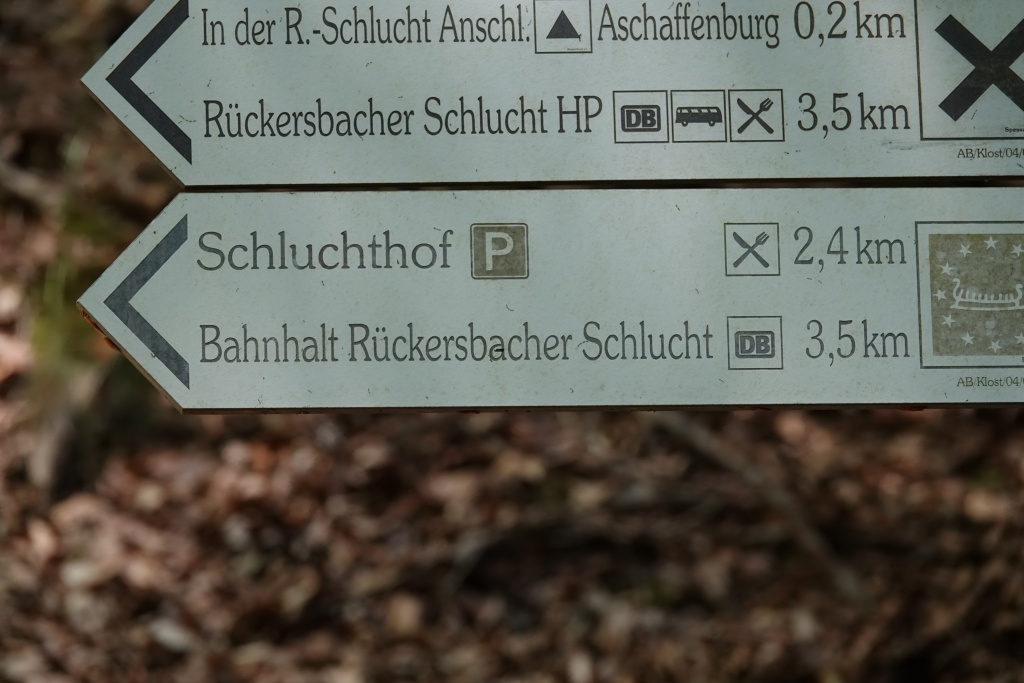 In der R.-Schlucht Anschl. Aschaffenburg 0,2 km
Rückersbacher Schlucht HP DB 3,5 km
AB/Klost/04/
Schluchthof P 2,4 km
Bahnhalt Rückersbacher Schlucht DB 3,5 km
AB/Klost/04/